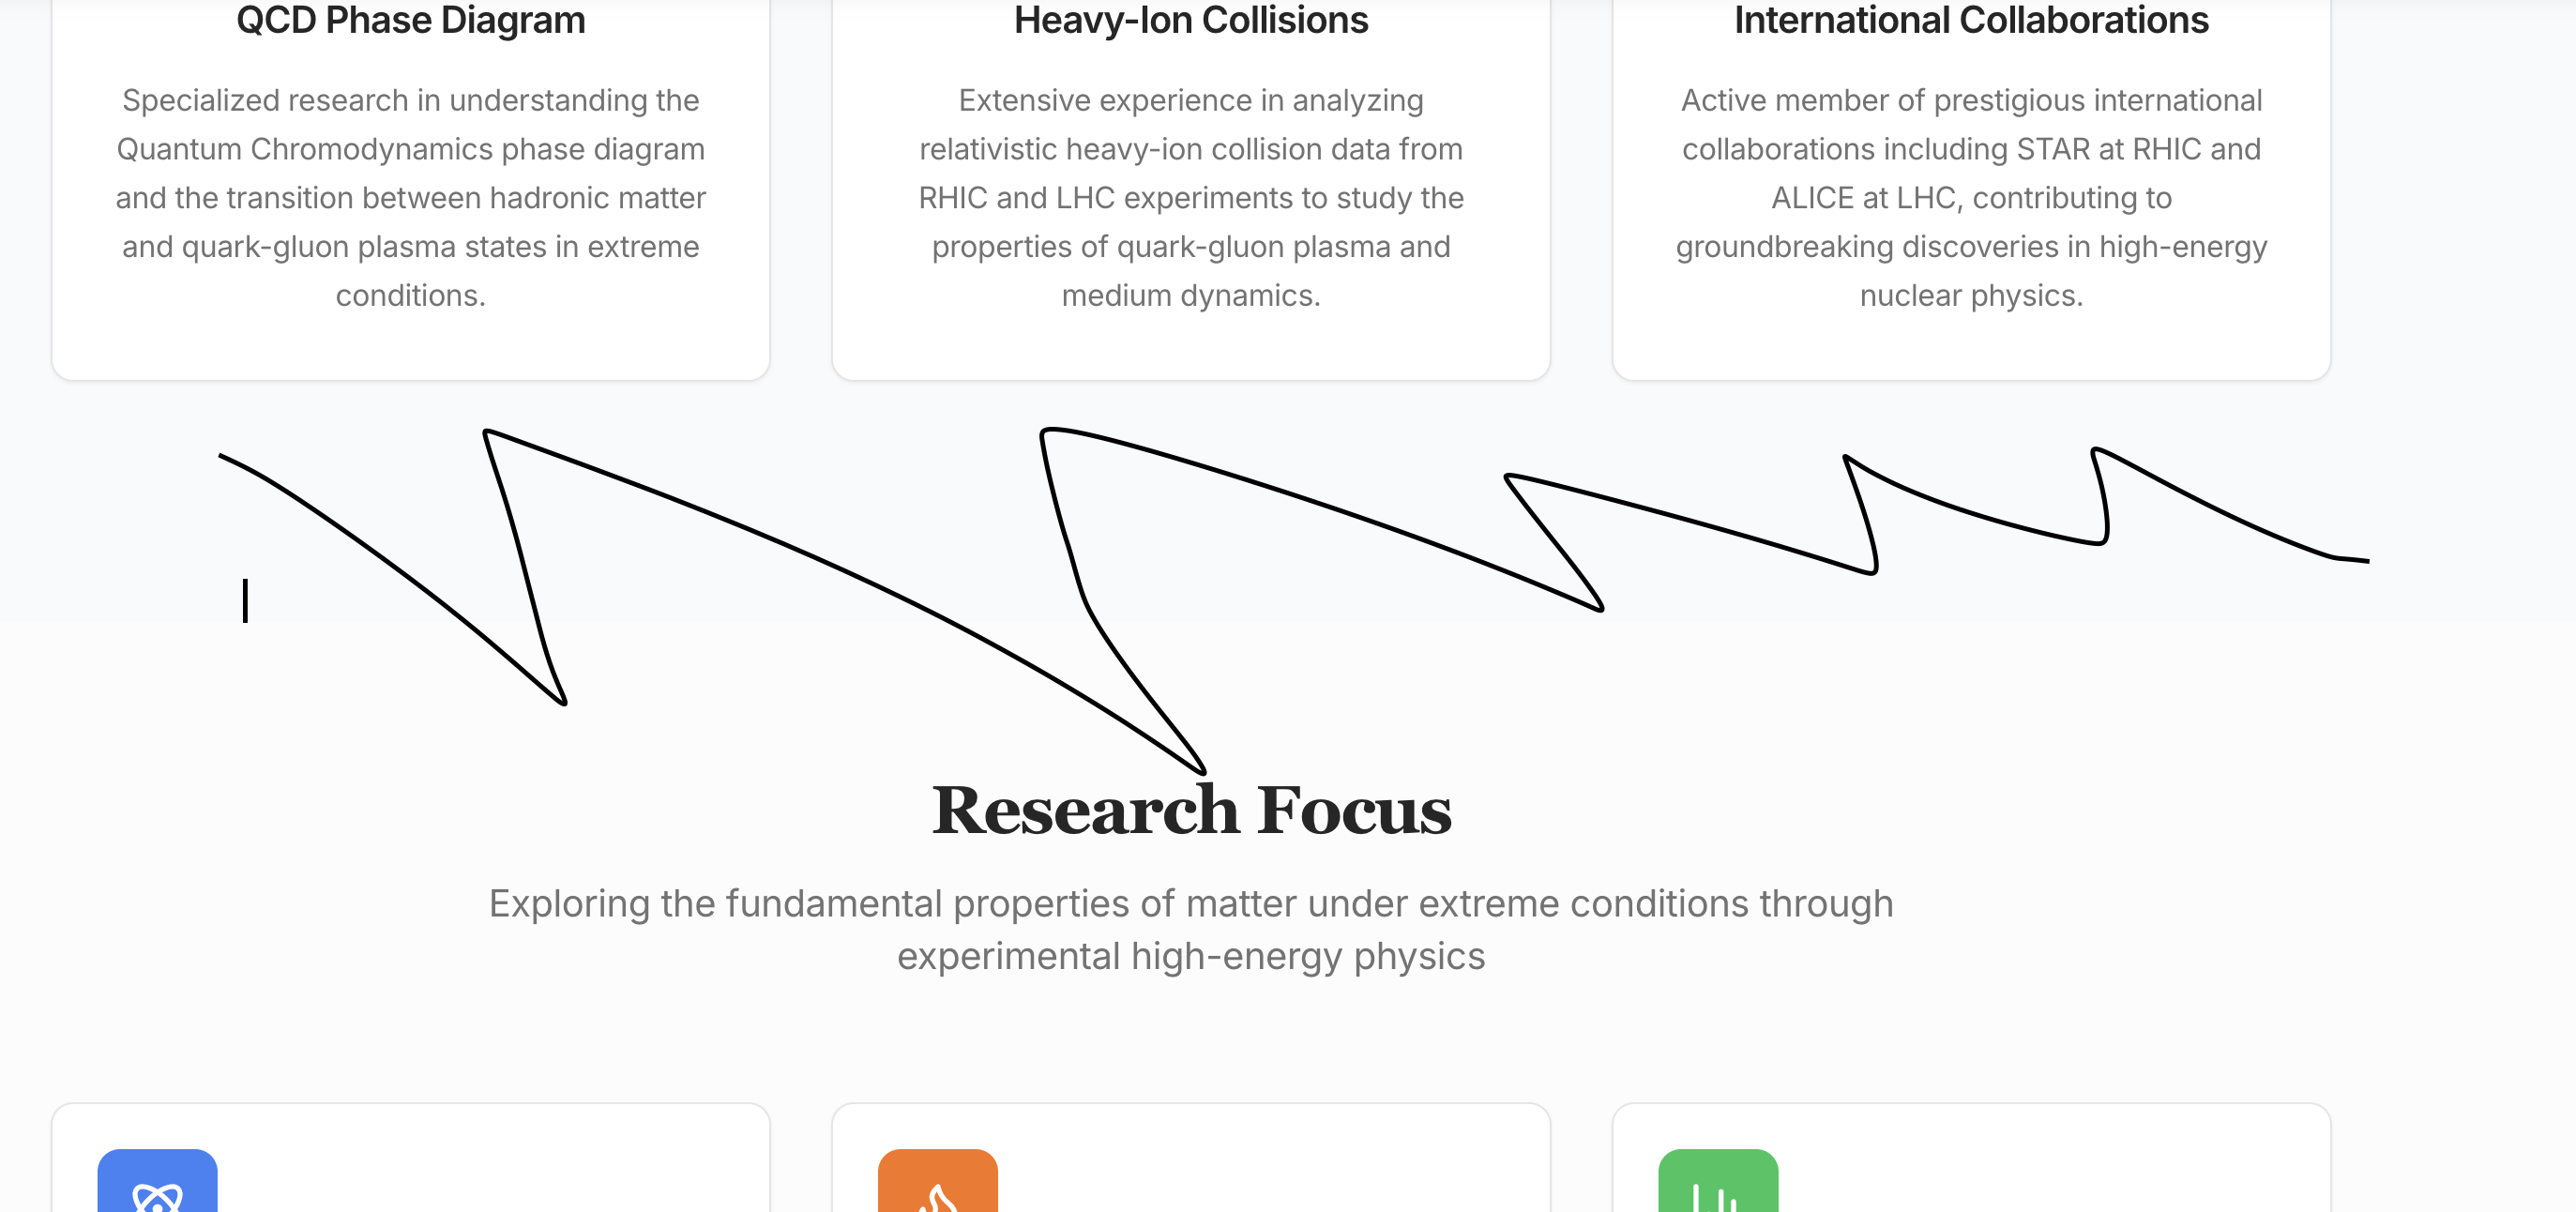 QCD Phase Diagram
Specialized research in understanding the
Quantum Chromodynamics phase diagram
and the transition between hadronic matter
and quark-gluon plasma states in extreme
conditions.
Heavy-Ion Collisions
Extensive experience in analyzing
relativistic heavy-ion collision data from
RHIC and LHC experiments to study the
properties of quark-gluon plasma and
medium dynamics.
International Collaborations
Active member of prestigious international
collaborations including STAR at RHIC and
ALICE at LHC, contributing to
groundbreaking discoveries in high-energy
nuclear physics.
Research Focus
Exploring the fundamental properties of matter under extreme conditions through
experimental high-energy physics